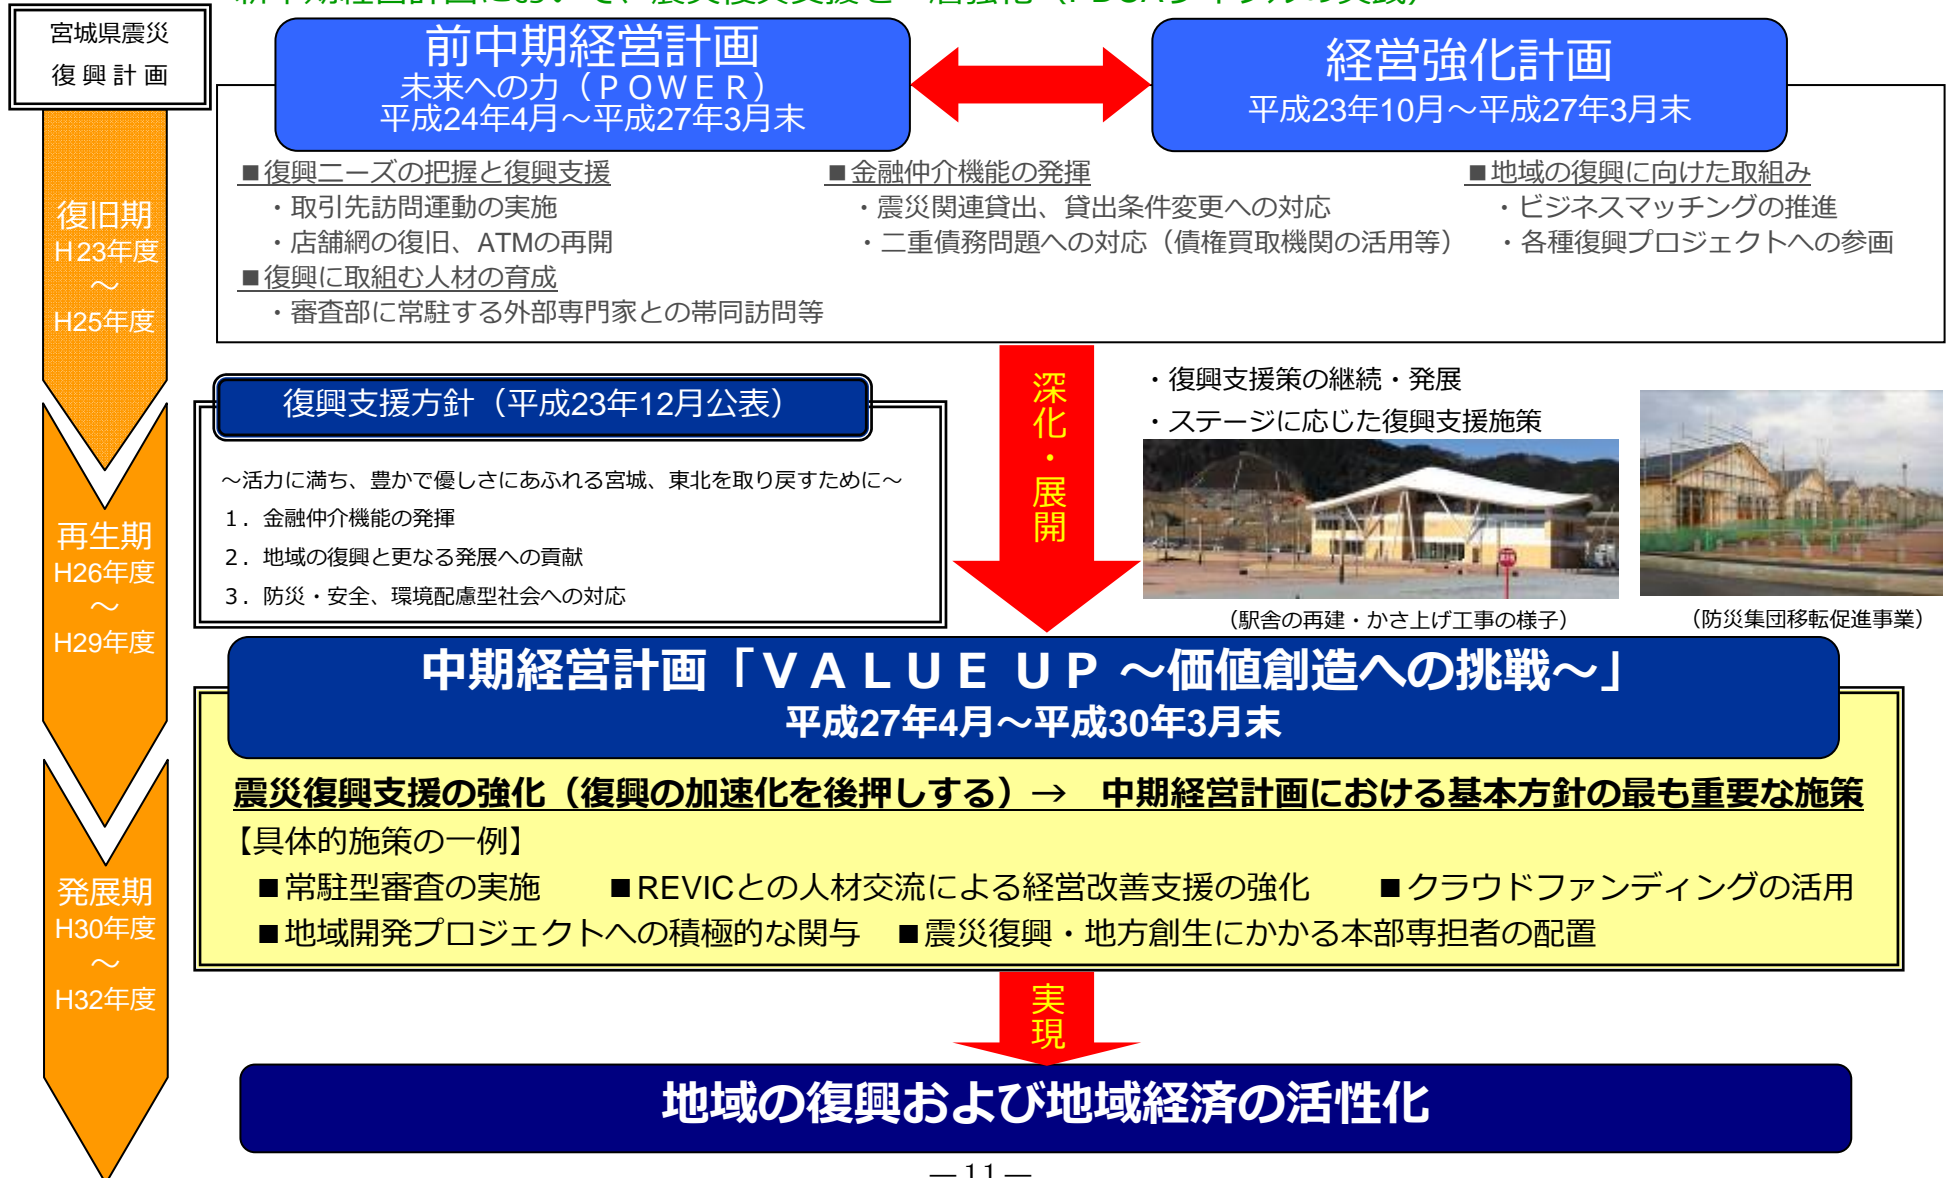 宮城県震災
復興計画
前中期経営計画
未来への力（ＰＯＷＥＲ）
平成24年4月～平成27年3月末
経営強化計画
平成23年10月～平成27年3月末
■復興ニーズの把握と復興支援
・取引先訪問運動の実施
・店舗網の復旧、ATMの再開
■復興に取組む人材の育成
・審査部に常駐する外部専門家との帯同訪問等
■金融仲介機能の発揮
・震災関連貸出、貸出条件変更への対応
・二重債務問題への対応（債権買取機関の活用等）
■地域の復興に向けた取組み
・ビジネスマッチングの推進
・各種復興プロジェクトへの参画
復旧期
H23年度
～
H25年度
復興支援方針（平成23年12月公表）
～活力に満ち、豊かで優しさにあふれる宮城、東北を取り戻すために～
１．金融仲介機能の発揮
２．地域の復興と更なる発展への貢献
３．防災・安全、環境配慮型社会への対応
深化・展開
・復興支援策の継続・発展
・ステージに応じた復興支援施策
（駅舎の再建・かさ上げ工事の様子）
（防災集団移転促進事業）
再生期
H26年度
～
H29年度
中期経営計画「ＶＡＬＵＥ ＵＰ ～価値創造への挑戦～」
平成27年4月～平成30年3月末
震災復興支援の強化（復興の加速化を後押しする）→　中期経営計画における基本方針の最も重要な施策
【具体的施策の一例】
■常駐型審査の実施　■REVICとの人材交流による経営改善支援の強化　■クラウドファンディングの活用
■地域開発プロジェクトへの積極的な関与　■震災復興・地方創生にかかる本部専担者の配置
発展期
H30年度
～
H32年度
実現
地域の復興および地域経済の活性化
―11―